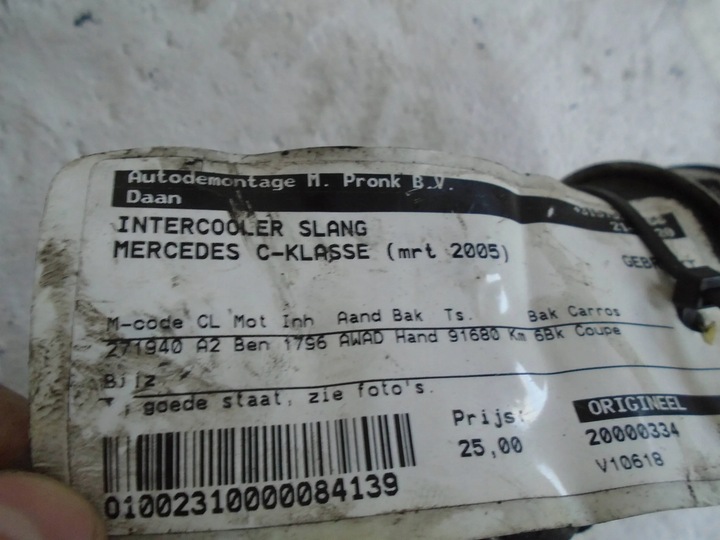 Autodemontage M. Pronk B.V.
Daan
INTERCOOLER SLANG
MERCEDES C-KLASSE (mrt 2005)
M-code CL Mot Inh Aand Bak Ts. Bak Carros
271940 A2 Ben 1796 AWAD Hand 91680 Km 6Bk Coupe
goede staat, zie foto's.
Prijs:
25,00
ORIGINEEL
20000334
V10618
01002310000084139